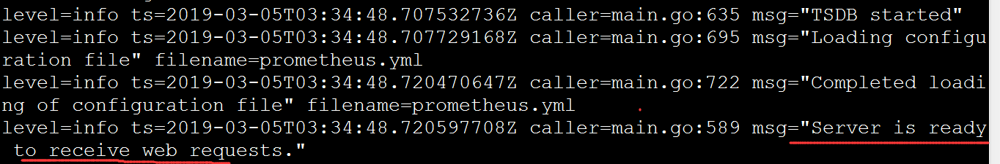 level=info ts=2019-03-05T03:34:48.707532736Z caller=main.go:635 msg="TSDB started"
level=info ts=2019-03-05T03:34:48.707729168Z caller=main.go:695 msg="Loading configu
ration file" filename=prometheus.yml
level=info ts=2019-03-05T03:34:48.720470647Z caller=main.go:722 msg="Completed loadi
ng of configuration file" filename=prometheus.yml
level=info ts=2019-03-05T03:34:48.720597708Z caller=main.go:589 msg="Server is ready
 to receive web requests."